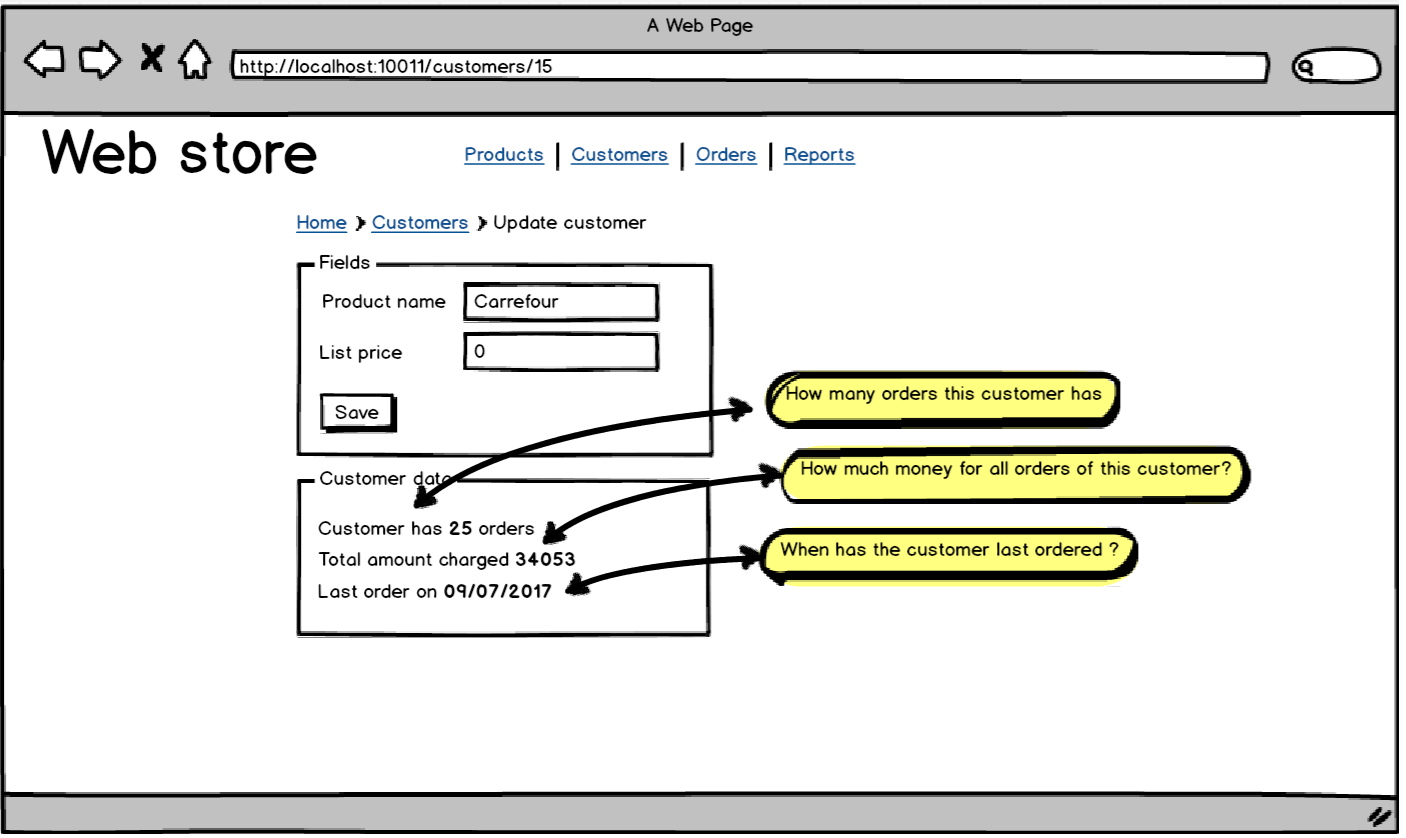 A Web Page
http://localhost:10011/customers/15
Web store
Products | Customers | Orders | Reports
Home ❯ Customers ❯ Update customer
Fields
Product name Carrefour
List price 0
Save
How many orders this customer has
How much money for all orders of this customer?
Customer data
Customer has 25 orders
Total amount charged 34053
When has the customer last ordered ?
Last order on 09/07/2017